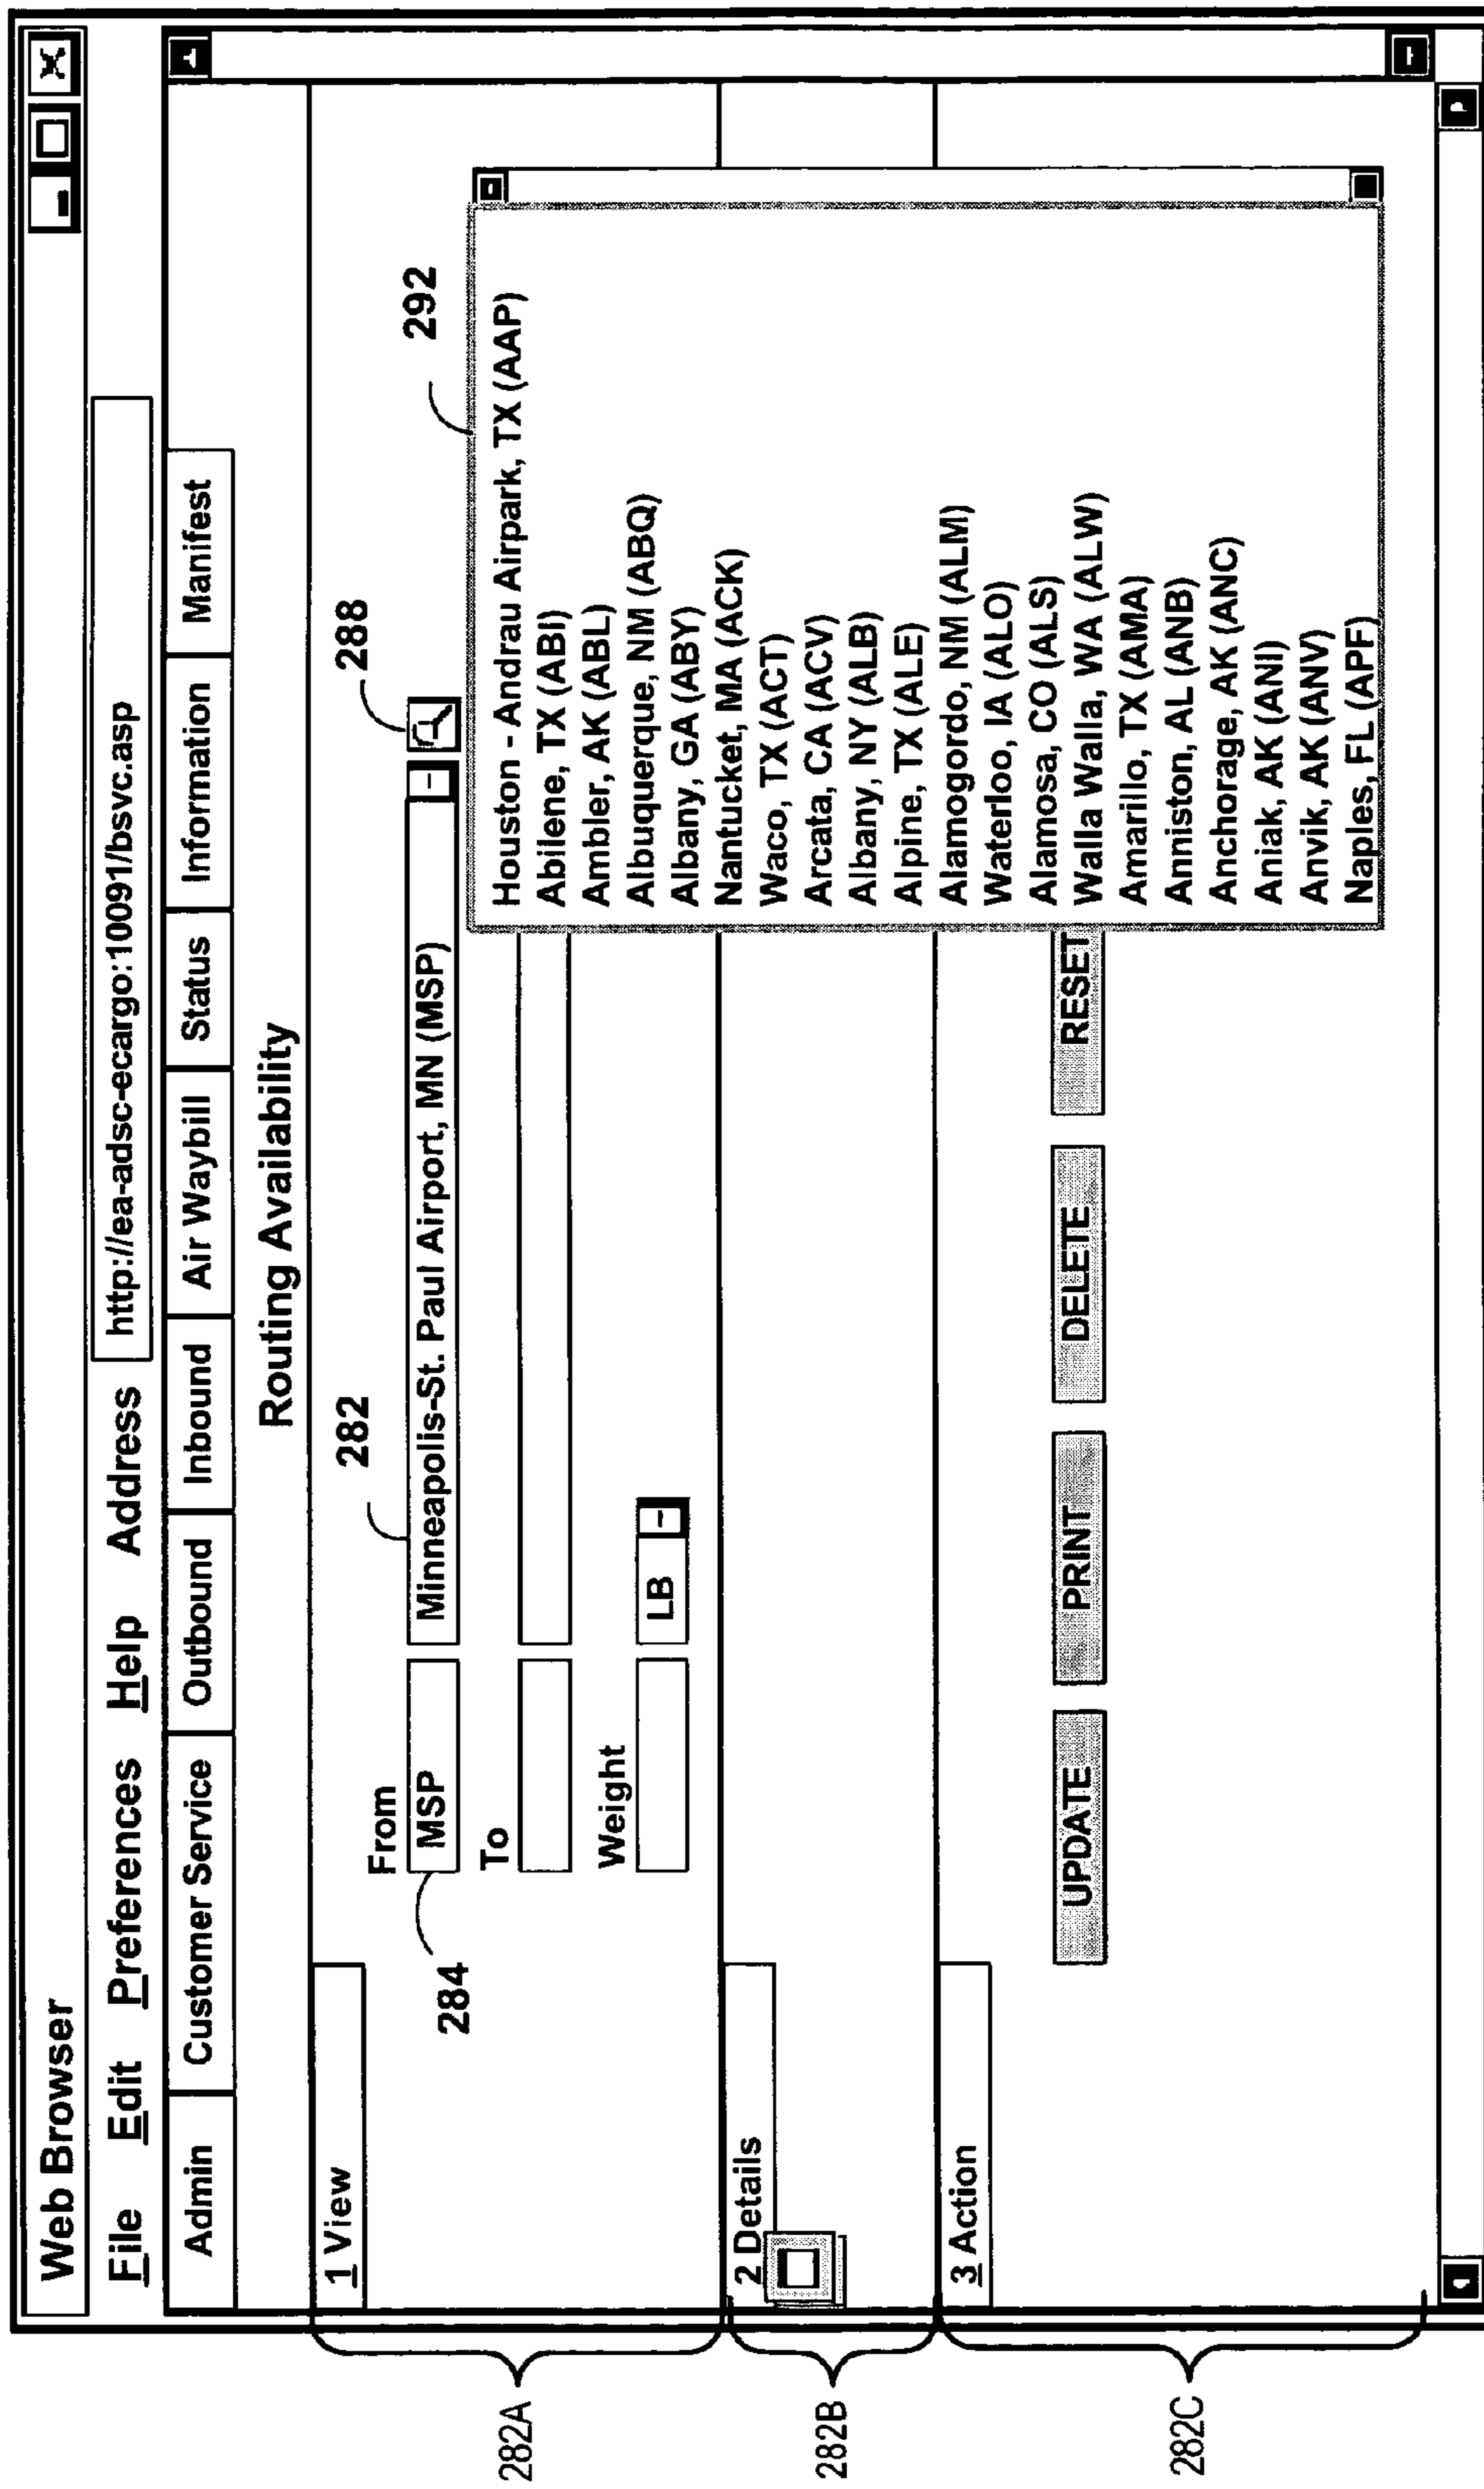 Web Browser
File Edit Preferences Help Address http://ea-adsc-ecargo:10091/bsvc.asp
Admin Customer Service Outbound Inbound Air Waybill Status Information Manifest
Routing Availability
1 View
282
288
From
MSP Minneapolis-St. Paul Airport, MN (MSP)
284
292
To
Weight
LB
Houston - Andrau Airpark, TX (AAP)
Abilene, TX (ABI)
Ambler, AK (ABL)
Albuquerque, NM (ABQ)
Albany, GA (ABY)
Nantucket, MA (ACK)
Waco, TX (ACT)
Arcata, CA (ACV)
Albany, NY (ALB)
Alpine, TX (ALE)
Alamogordo, NM (ALM)
Waterloo, IA (ALO)
Alamosa, CO (ALS)
Walla Walla, WA (ALW)
Amarillo, TX (AMA)
Anniston, AL (ANB)
Anchorage, AK (ANC)
Aniak, AK (ANI)
Anvik, AK (ANV)
Naples, FL (APF)
2 Details
3 Action
UPDATE PRINT DELETE RESET
282A
282B
282C